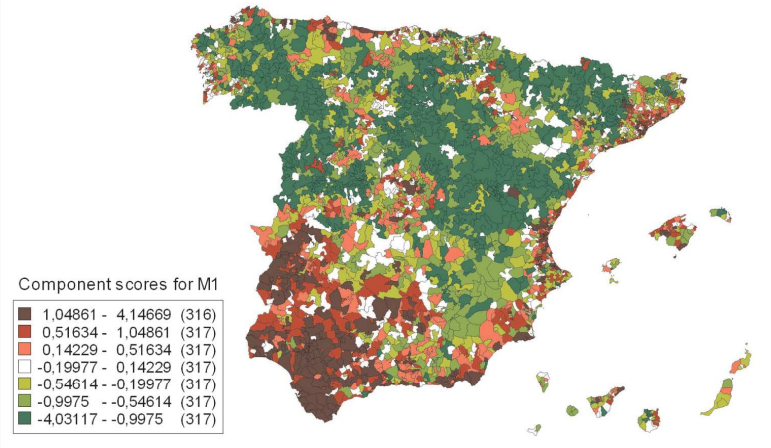 Component scores for M1
1,04861 - 4,14669 (316)
0,51634 - 1,04861 (317)
0,14229 - 0,51634 (317)
-0,19977 - 0,14229 (317)
-0,54614 - -0,19977 (317)
-0,9975 - -0,54614 (317)
-4,03117 - -0,9975 (317)